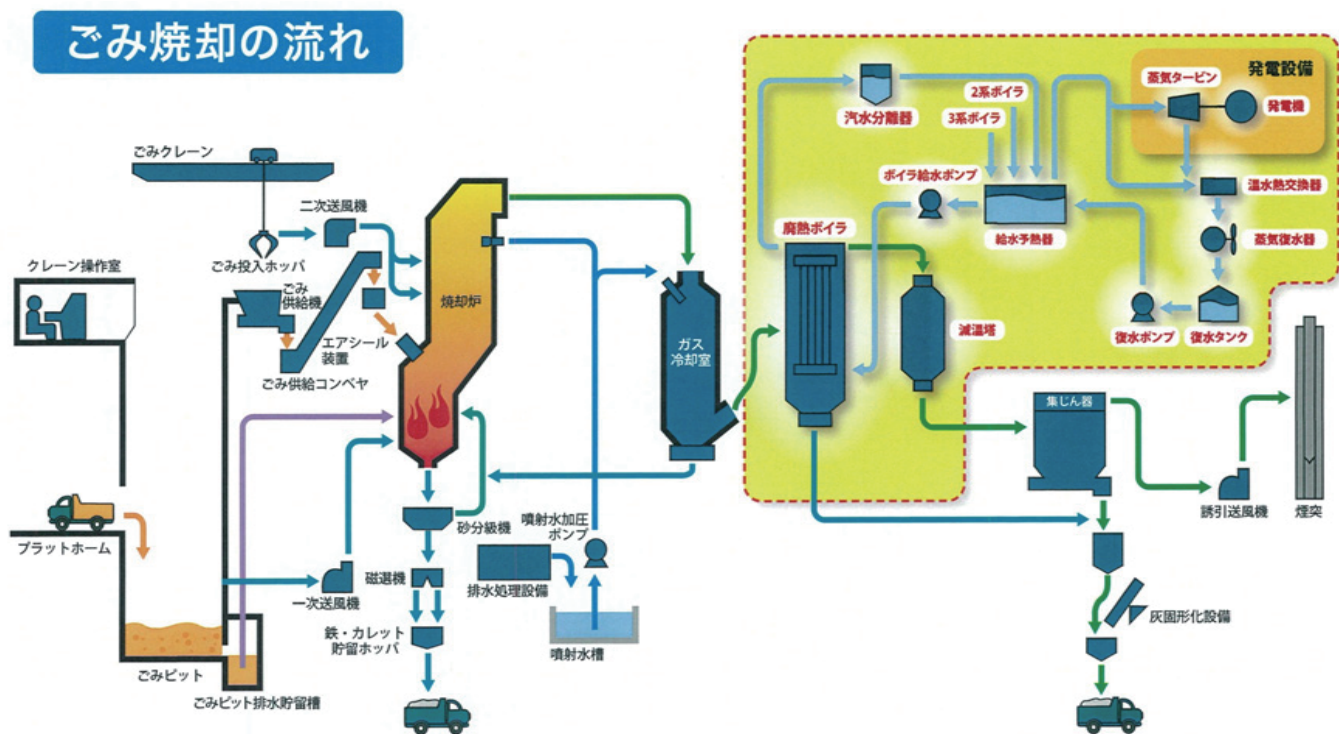 ごみ焼却の流れ
ごみクレーン
二次送風機
ごみ投入ホッパ
クレーン操作室
ごみ
供給機
エアシール
装置
ごみ供給コンベヤ
焼却炉
プラットホーム
一次送風機
ごみピット
ごみピット排水貯留槽
砂分級機
磁選機
鉄・カレット
貯留ホッパ
噴射水加圧
ポンプ
排水処理設備
噴射水槽
ガス
冷却室
汽水分離器
2系ボイラ
3系ボイラ
ボイラ給水ポンプ
給水予熱器
廃熱ボイラ
減温塔
発電設備
蒸気タービン
発電機
温水熱交換器
蒸気復水器
復水ポンプ
復水タンク
集じん器
誘引送風機
煙突
灰固形化設備